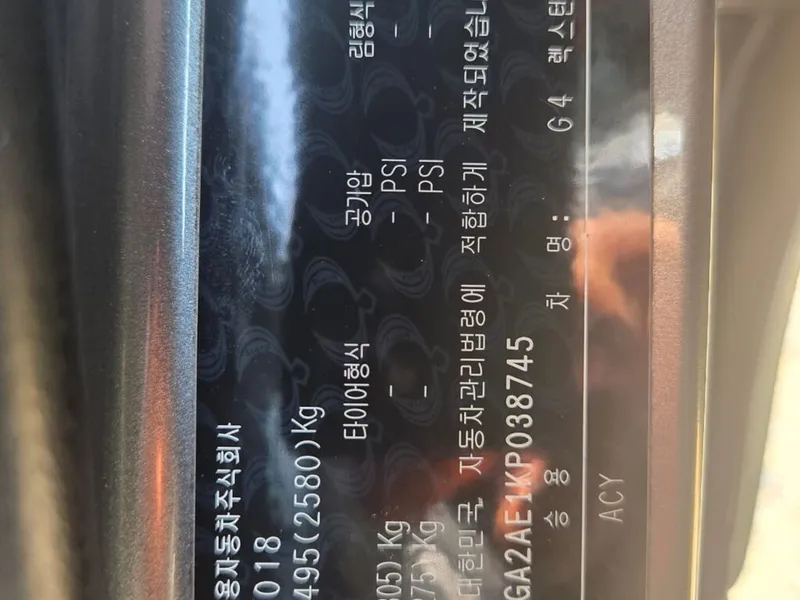 용자동차주식회사
018
495(2580)Kg
타이어형식 공기압 림형식
305) Kg - - PSI -
275) Kg - - PSI -
대한민국 자동차관리법령에 적합하게 제작되었습니
GA2AE1KP038745
승용 차 명: G4 렉스턴
ACY